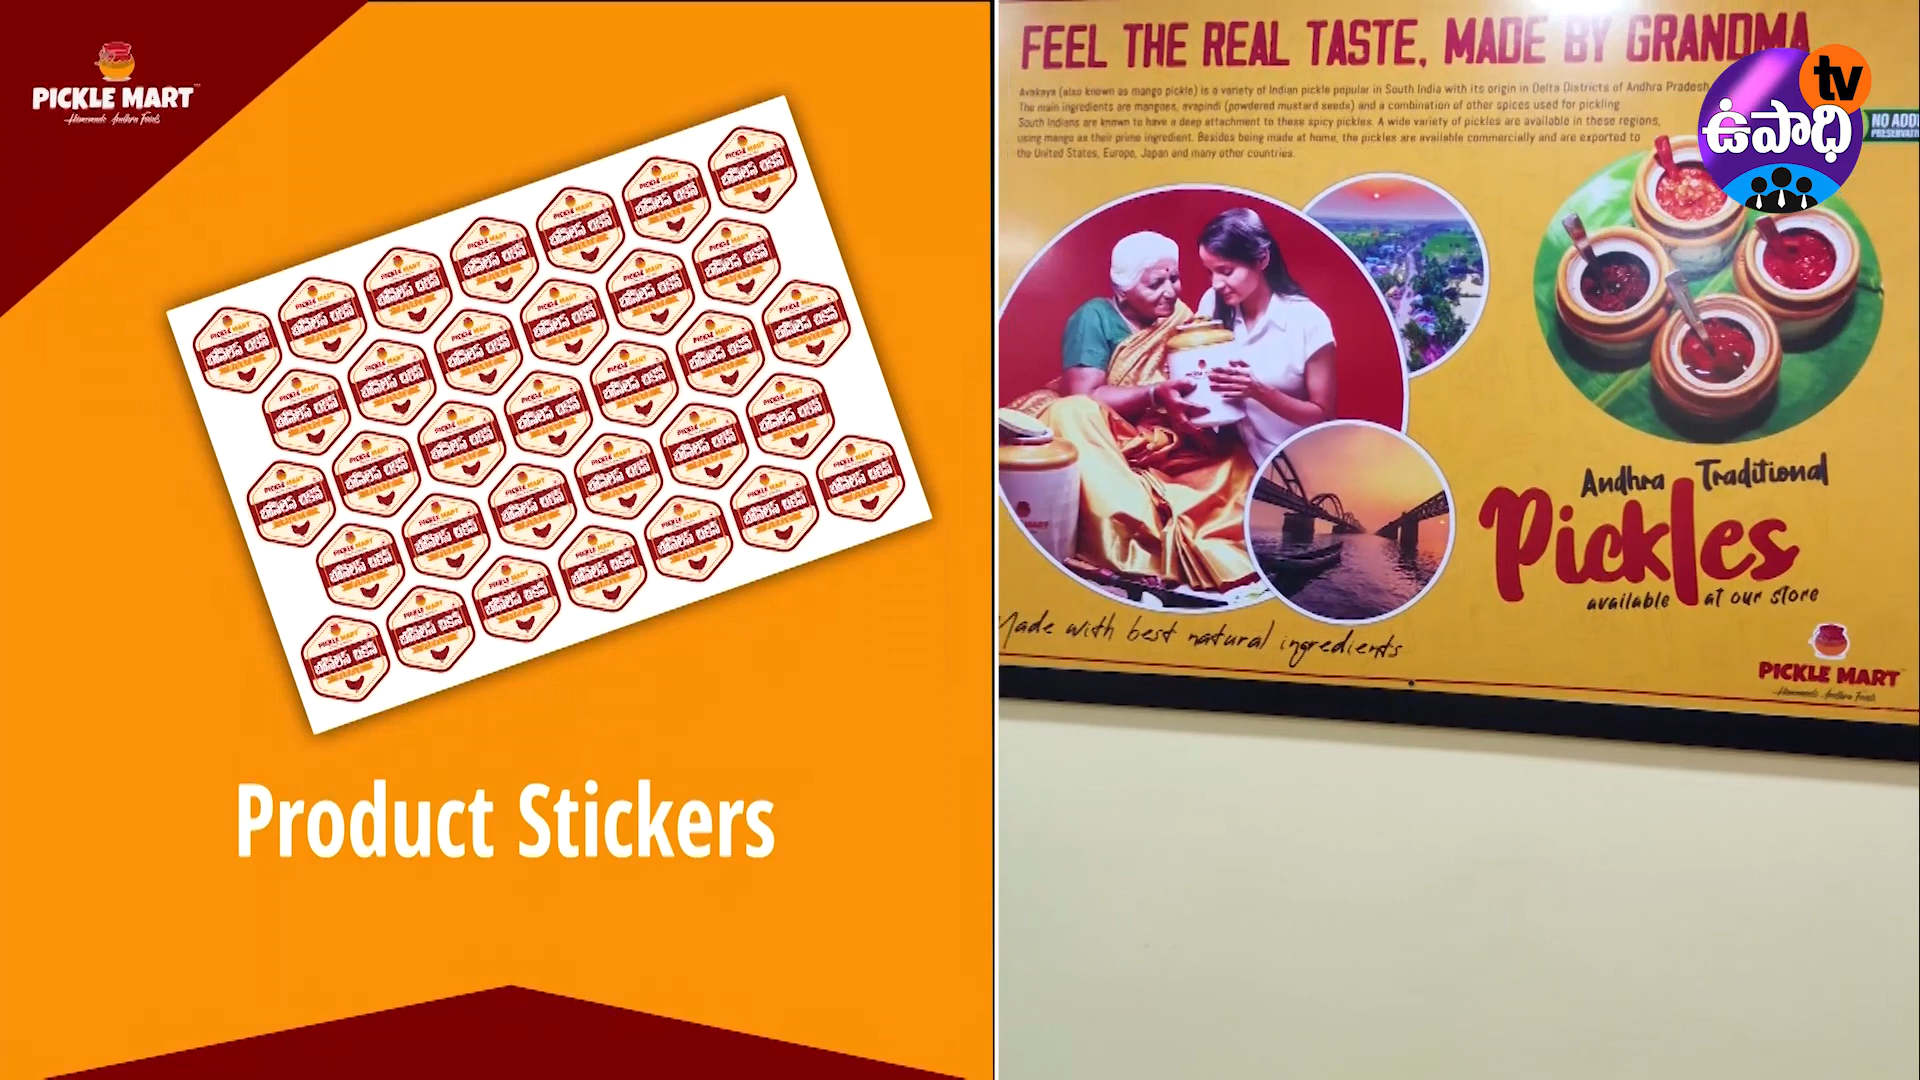 PICKLE MART
Homemade Andhra Foods
PICKLE MART
బోన్‌లెస్ చికెన్
Product Stickers
FEEL THE REAL TASTE, MADE BY GRANDMA
Avakaya (also known as mango pickle) is a variety of Indian pickle popular in South India with its origin in Delta Districts of Andhra Pradesh
The main ingredients are mangoes, avapindi (powdered mustard seeds) and a combination of other spices used for pickling
South Indians are known to have a deep attachment to these spicy pickles. A wide variety of pickles are available in these regions,
using mango as their prime ingredient. Besides being made at home, the pickles are available commercially and are exported to
the United States, Europe, Japan and many other countries.
tv
ఉపాధి
NO
Andhra Traditional
Pickles
available at our store
Made with best natural ingredients
PICKLE MART
Homemade Andhra Foods